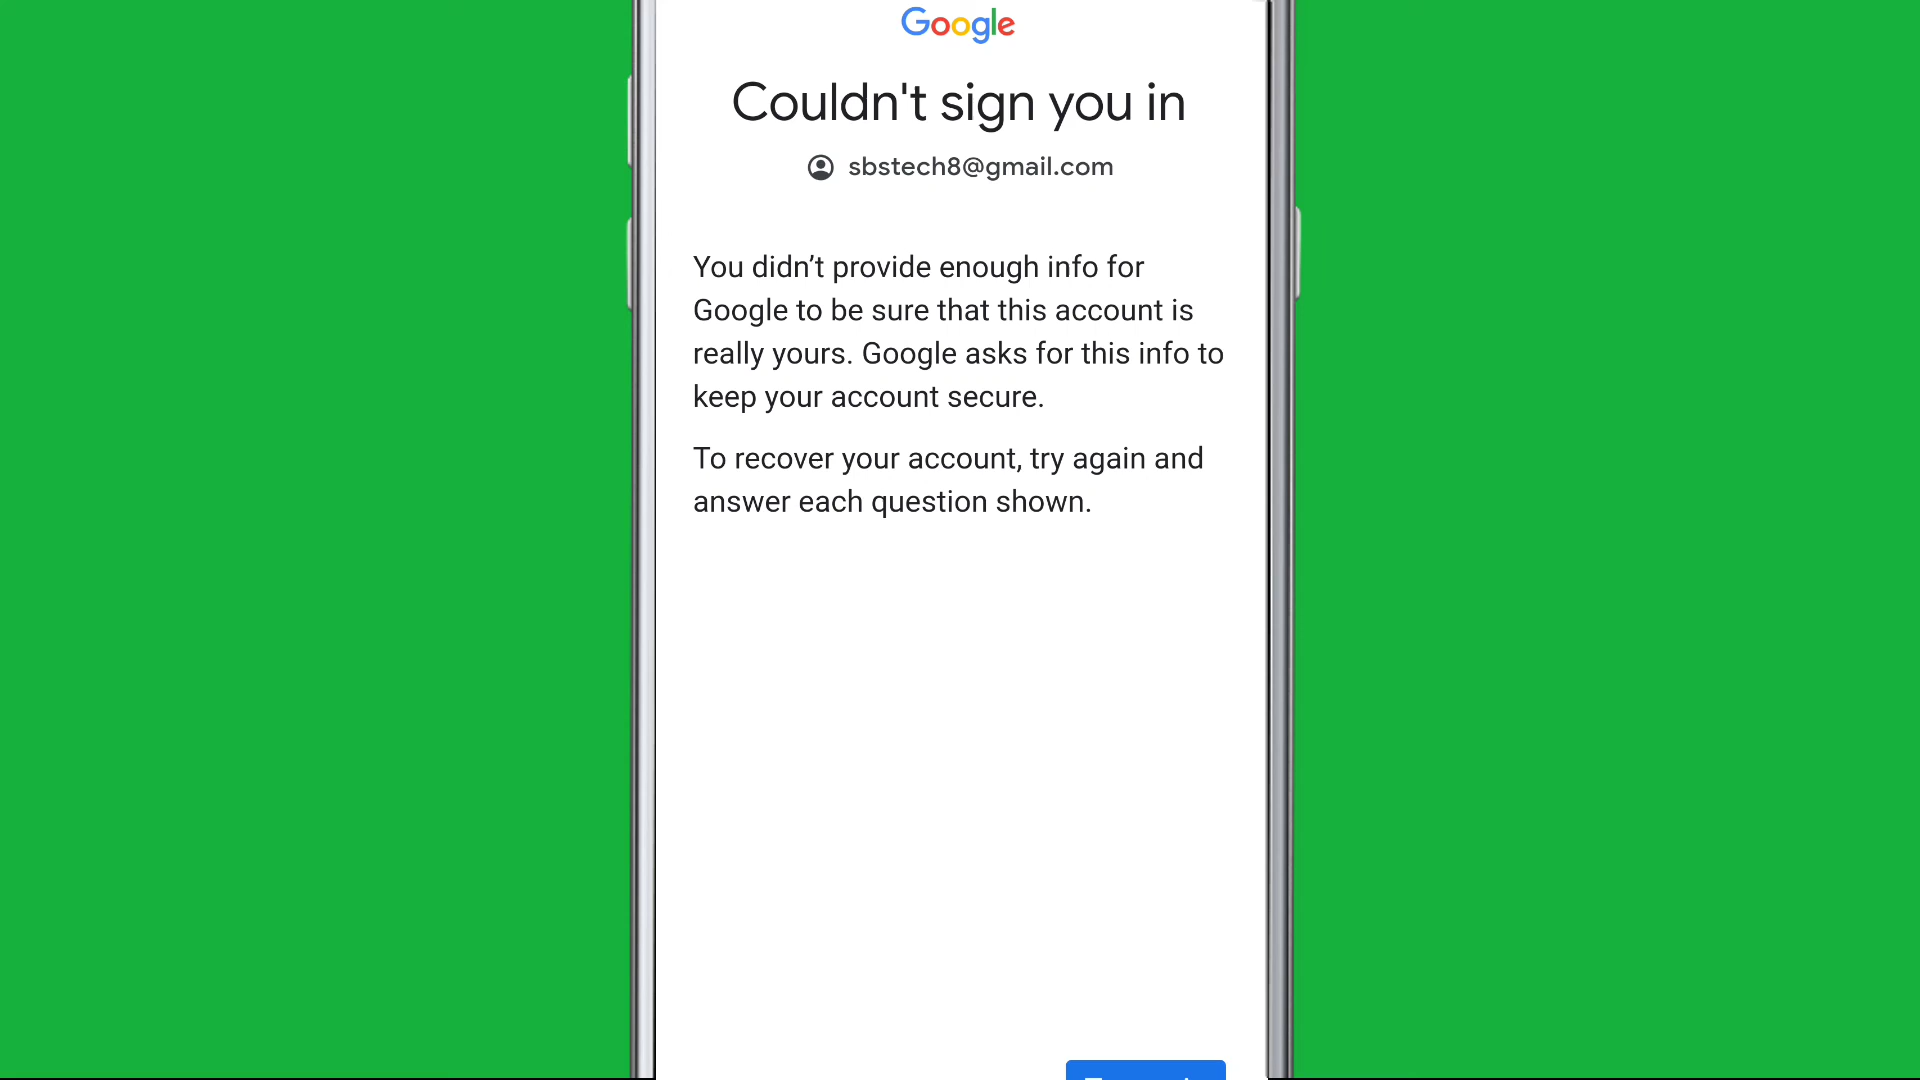 Google
Couldn't sign you in
sbstech8@gmail.com
You didn’t provide enough info for
Google to be sure that this account is
really yours. Google asks for this info to
keep your account secure.
To recover your account, try again and
answer each question shown.